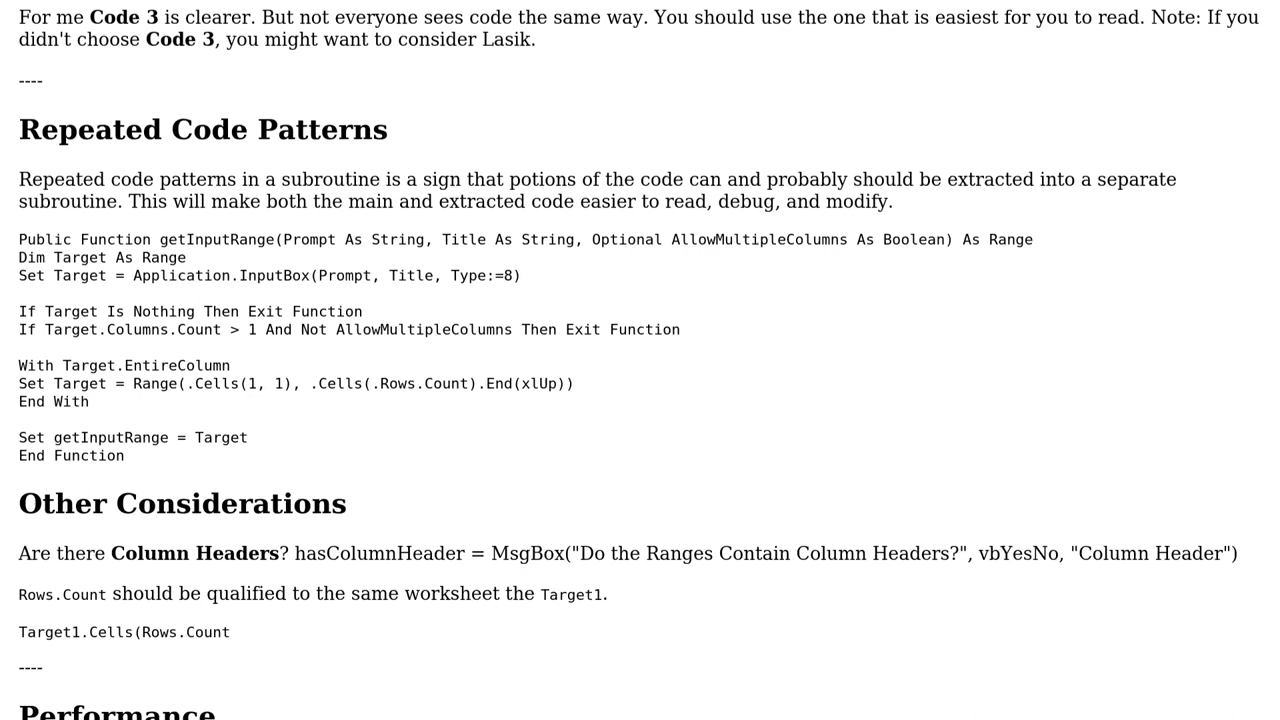 For me Code 3 is clearer. But not everyone sees code the same way. You should use the one that is easiest for you to read. Note: If you
didn't choose Code 3, you might want to consider Lasik.
----
Repeated Code Patterns
Repeated code patterns in a subroutine is a sign that potions of the code can and probably should be extracted into a separate
subroutine. This will make both the main and extracted code easier to read, debug, and modify.
Public Function getInputRange(Prompt As String, Title As String, Optional AllowMultipleColumns As Boolean) As Range
Dim Target As Range
Set Target = Application.InputBox(Prompt, Title, Type:=8)
If Target Is Nothing Then Exit Function
If Target.Columns.Count > 1 And Not AllowMultipleColumns Then Exit Function
With Target.EntireColumn
Set Target = Range(.Cells(1, 1), .Cells(.Rows.Count).End(xlUp))
End With
Set getInputRange = Target
End Function
Other Considerations
Are there Column Headers? hasColumnHeader = MsgBox("Do the Ranges Contain Column Headers?", vbYesNo, "Column Header")
Rows.Count should be qualified to the same worksheet the Target1.
Target1.Cells(Rows.Count
----
Performance